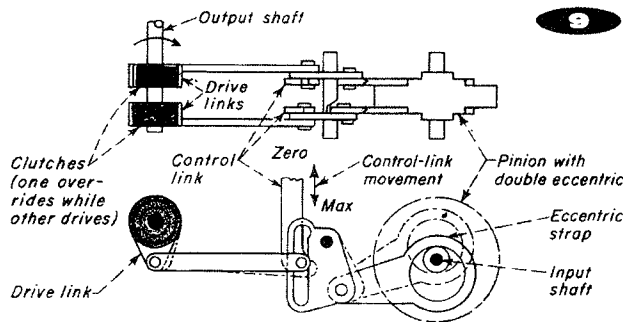 Output shaft
9
Drive
links
Clutches
(one over-
rides while
other drives)
Control
link
Zero
Max
Control-link
movement
Pinion with
double eccentric
Eccentric
strap
Input
shaft
Drive link